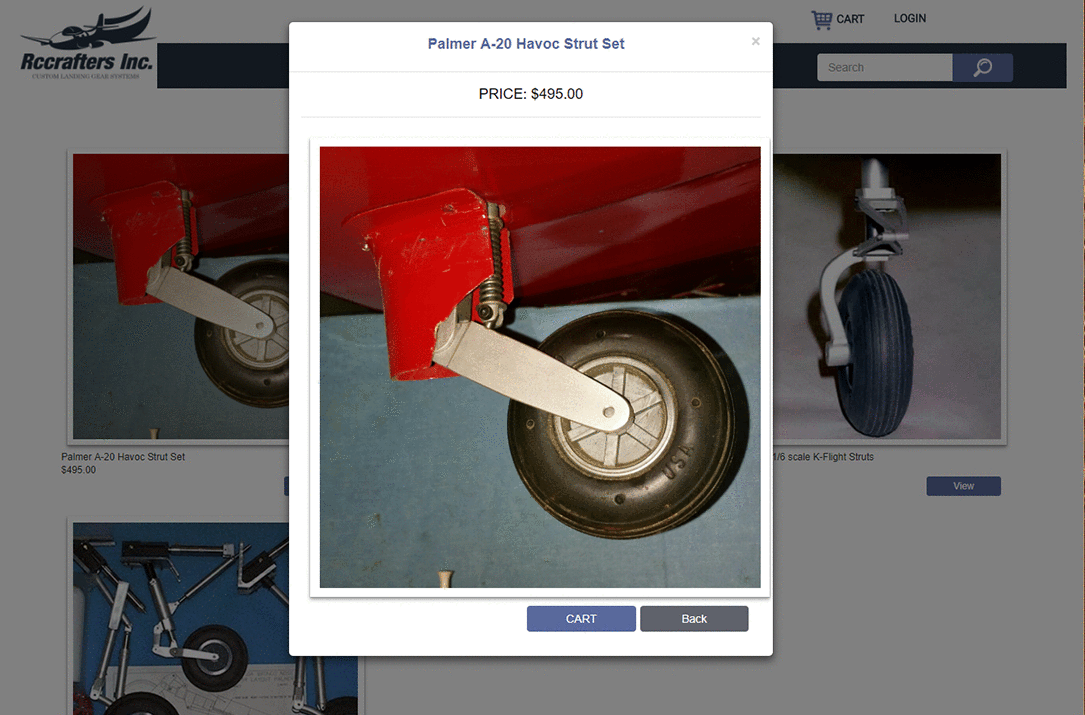 CART
LOGIN
Rccrafters Inc.
CUSTOM LANDING GEAR SYSTEMS
Search
Palmer A-20 Havoc Strut Set
×
PRICE: $495.00
USA
CART
Back
Palmer A-20 Havoc Strut Set
$495.00
1/6 scale K-Flight Struts
View